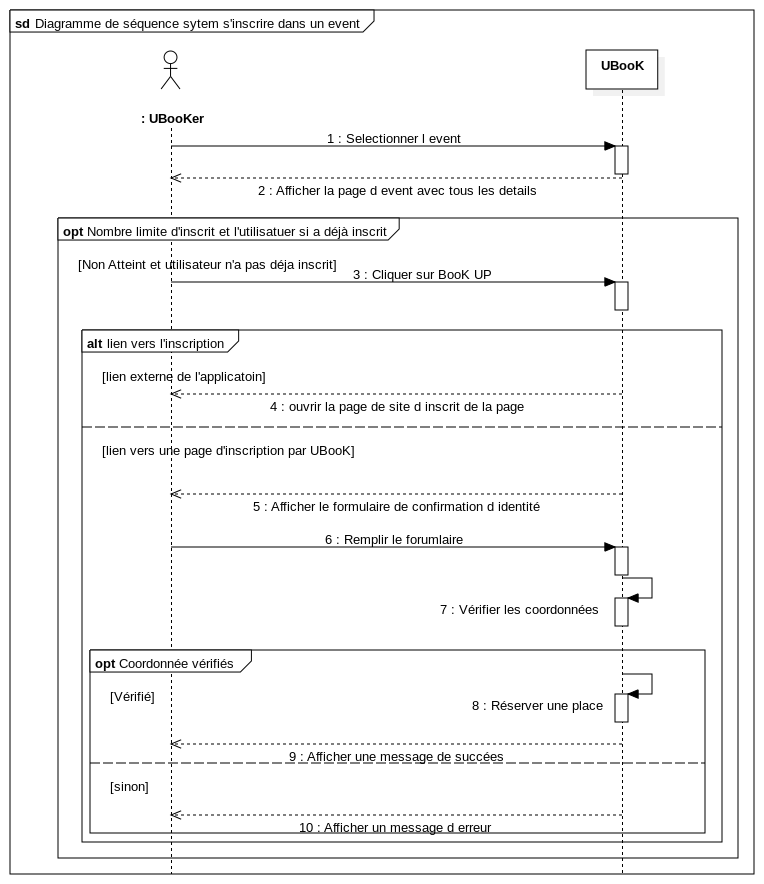 sd Diagramme de séquence sytem s'inscrire dans un event
UBooK
: UBooKer
1 : Selectionner l event
2 : Afficher la page d event avec tous les details
opt Nombre limite d'inscrit et l'utilisatuer si a déjà inscrit
[Non Atteint et utilisateur n'a pas déja inscrit]
3 : Cliquer sur BooK UP
alt lien vers l'inscription
[lien externe de l'applicatoin]
4 : ouvrir la page de site d inscrit de la page
[lien vers une page d'inscription par UBooK]
5 : Afficher le formulaire de confirmation d identité
6 : Remplir le forumlaire
7 : Vérifier les coordonnées
opt Coordonnée vérifiés
[Vérifié]
8 : Réserver une place
9 : Afficher une message de succées
[sinon]
10 : Afficher un message d erreur